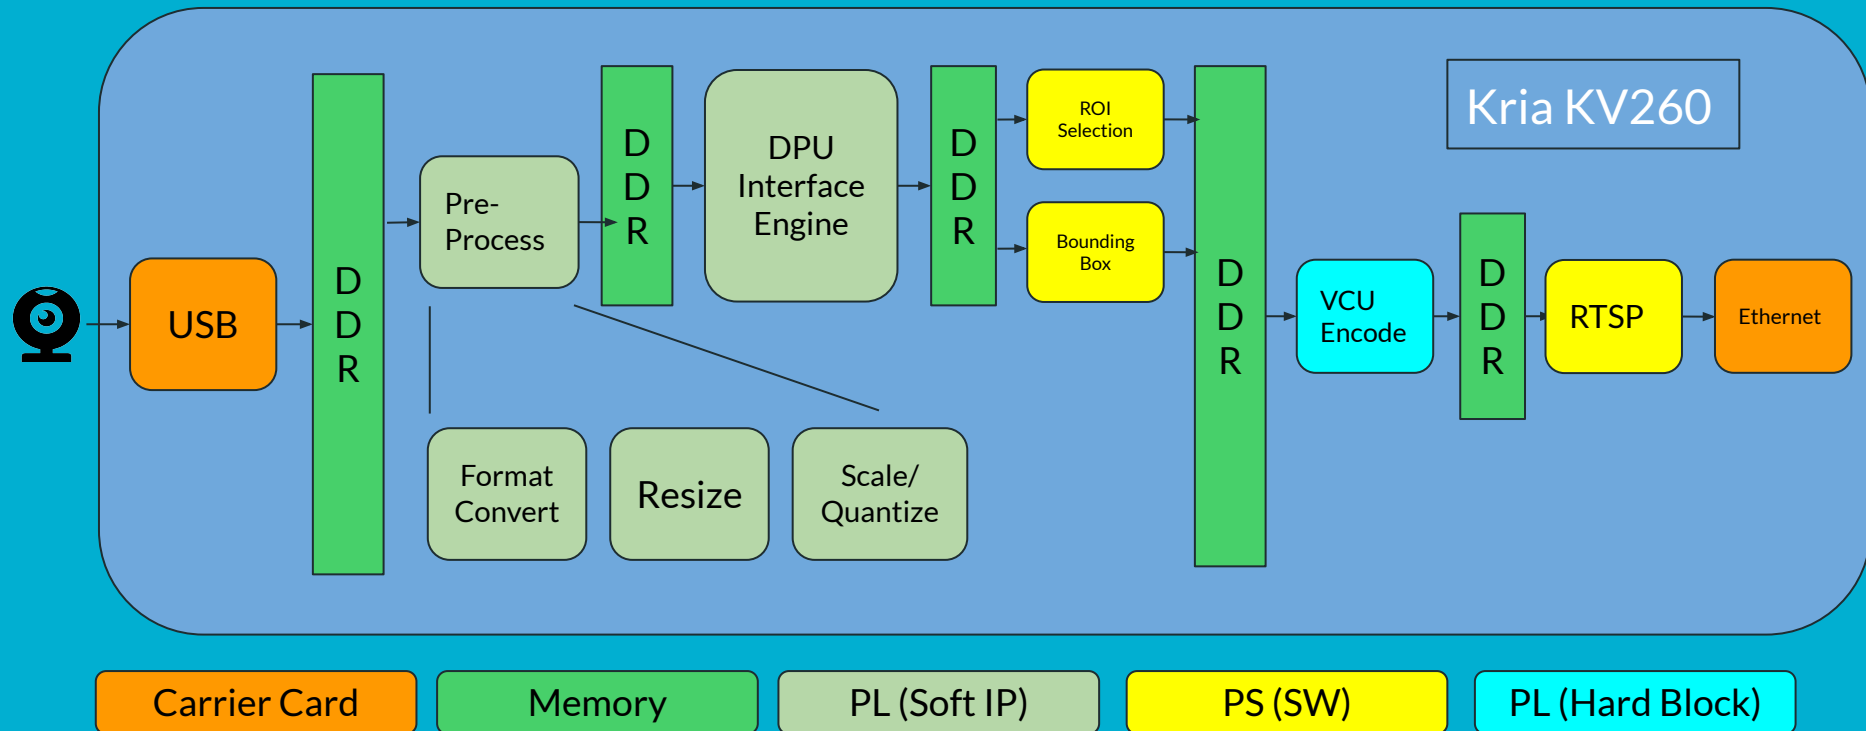 Kria KV260
USB
D
D
R
Pre-
Process
D
D
R
DPU
Interface
Engine
D
D
R
ROI
Selection
Bounding
Box
D
D
R
VCU
Encode
D
D
R
RTSP
Ethernet
Format
Convert
Resize
Scale/
Quantize
Carrier Card
Memory
PL (Soft IP)
PS (SW)
PL (Hard Block)